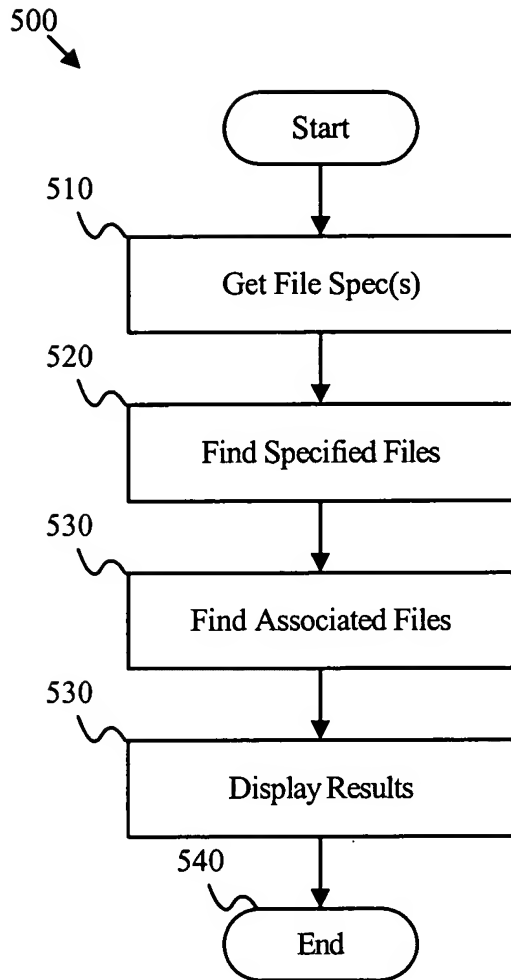 500
Start
510
Get File Spec(s)
520
Find Specified Files
530
Find Associated Files
530
Display Results
540
End